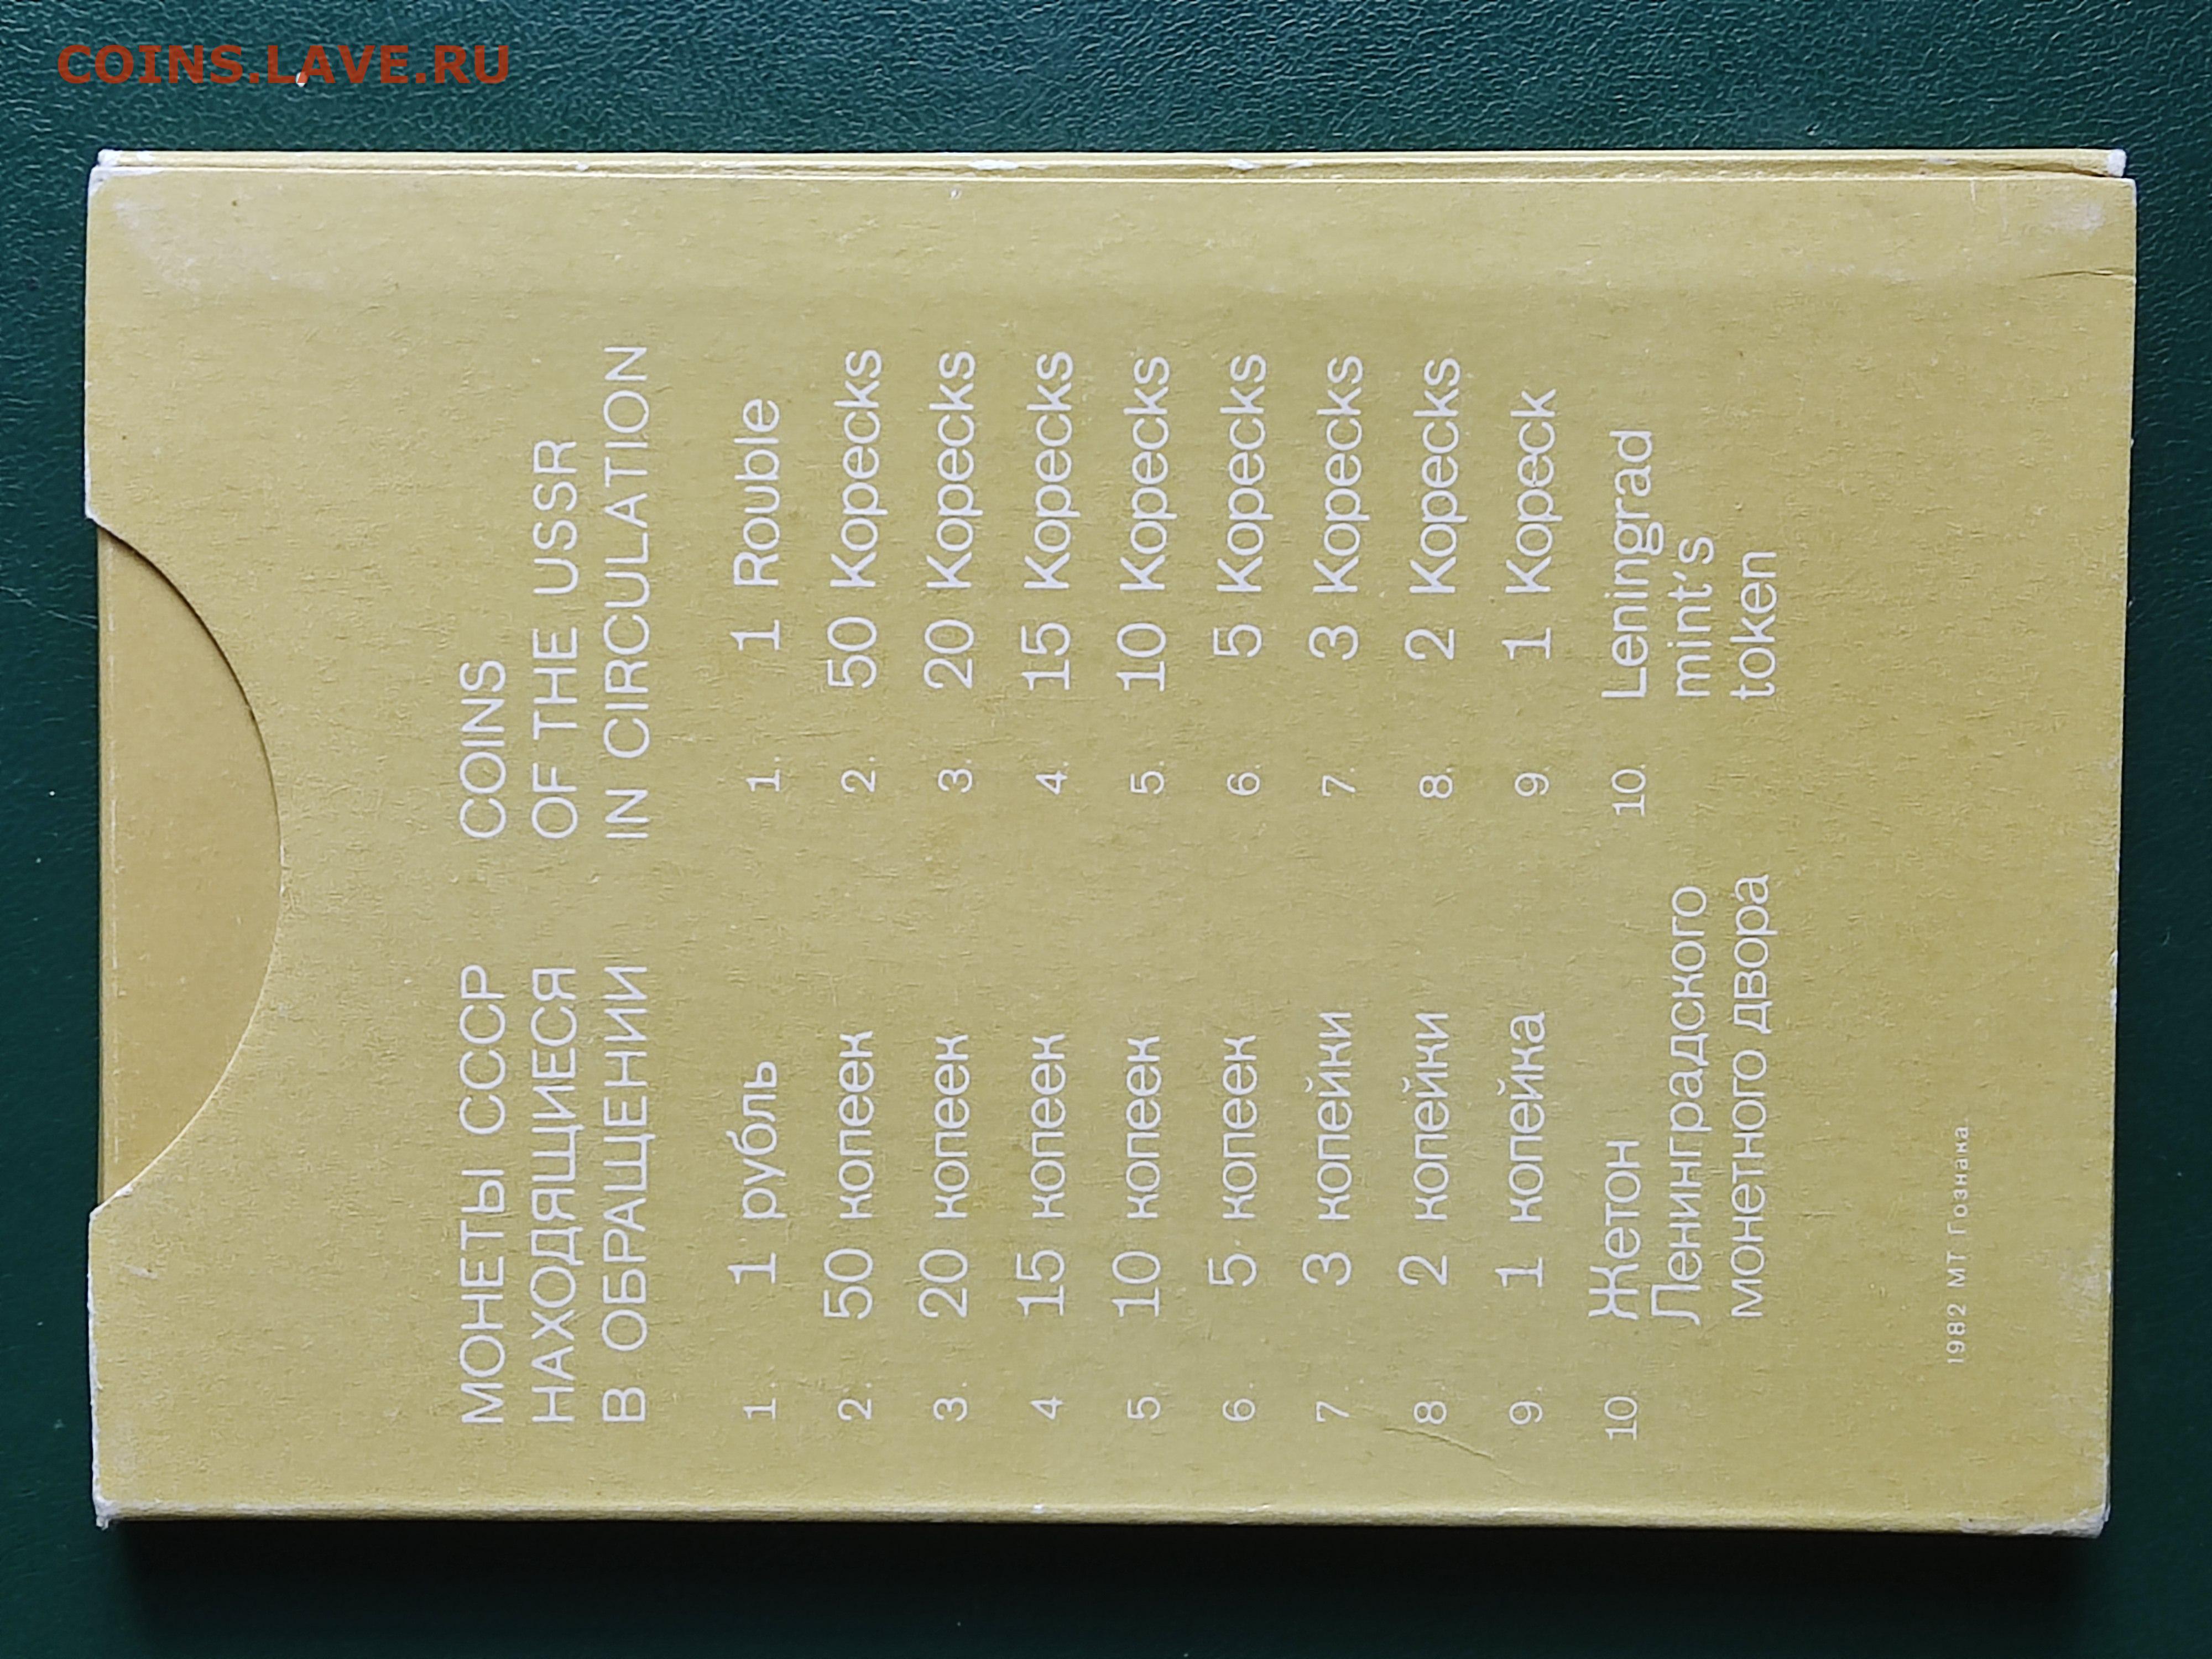 COINS.LAVE.RU
МОНЕТЫ СССР
НАХОДЯЩИЕСЯ
В ОБРАЩЕНИИ
1. 1 рубль
2. 50 копеек
3. 20 копеек
4 15 копеек
5 10 копеек
6. 5 копеек
7. 3 копейки
8. 2 копейки
9. 1 копейка
10. Жетон
Ленинградского
монетного двора
COINS
OF THE USSR
IN CIRCULATION
1. 1 Rouble
2. 50 Kopecks
3. 20 Kopecks
4. 15 Kopecks
5. 10 Kopecks
6. 5 Kopecks
7. 3 Kopecks
8. 2 Kopecks
9. 1 Kopeck
10. Leningrad
mint's
token
1982 МТ Гознака.